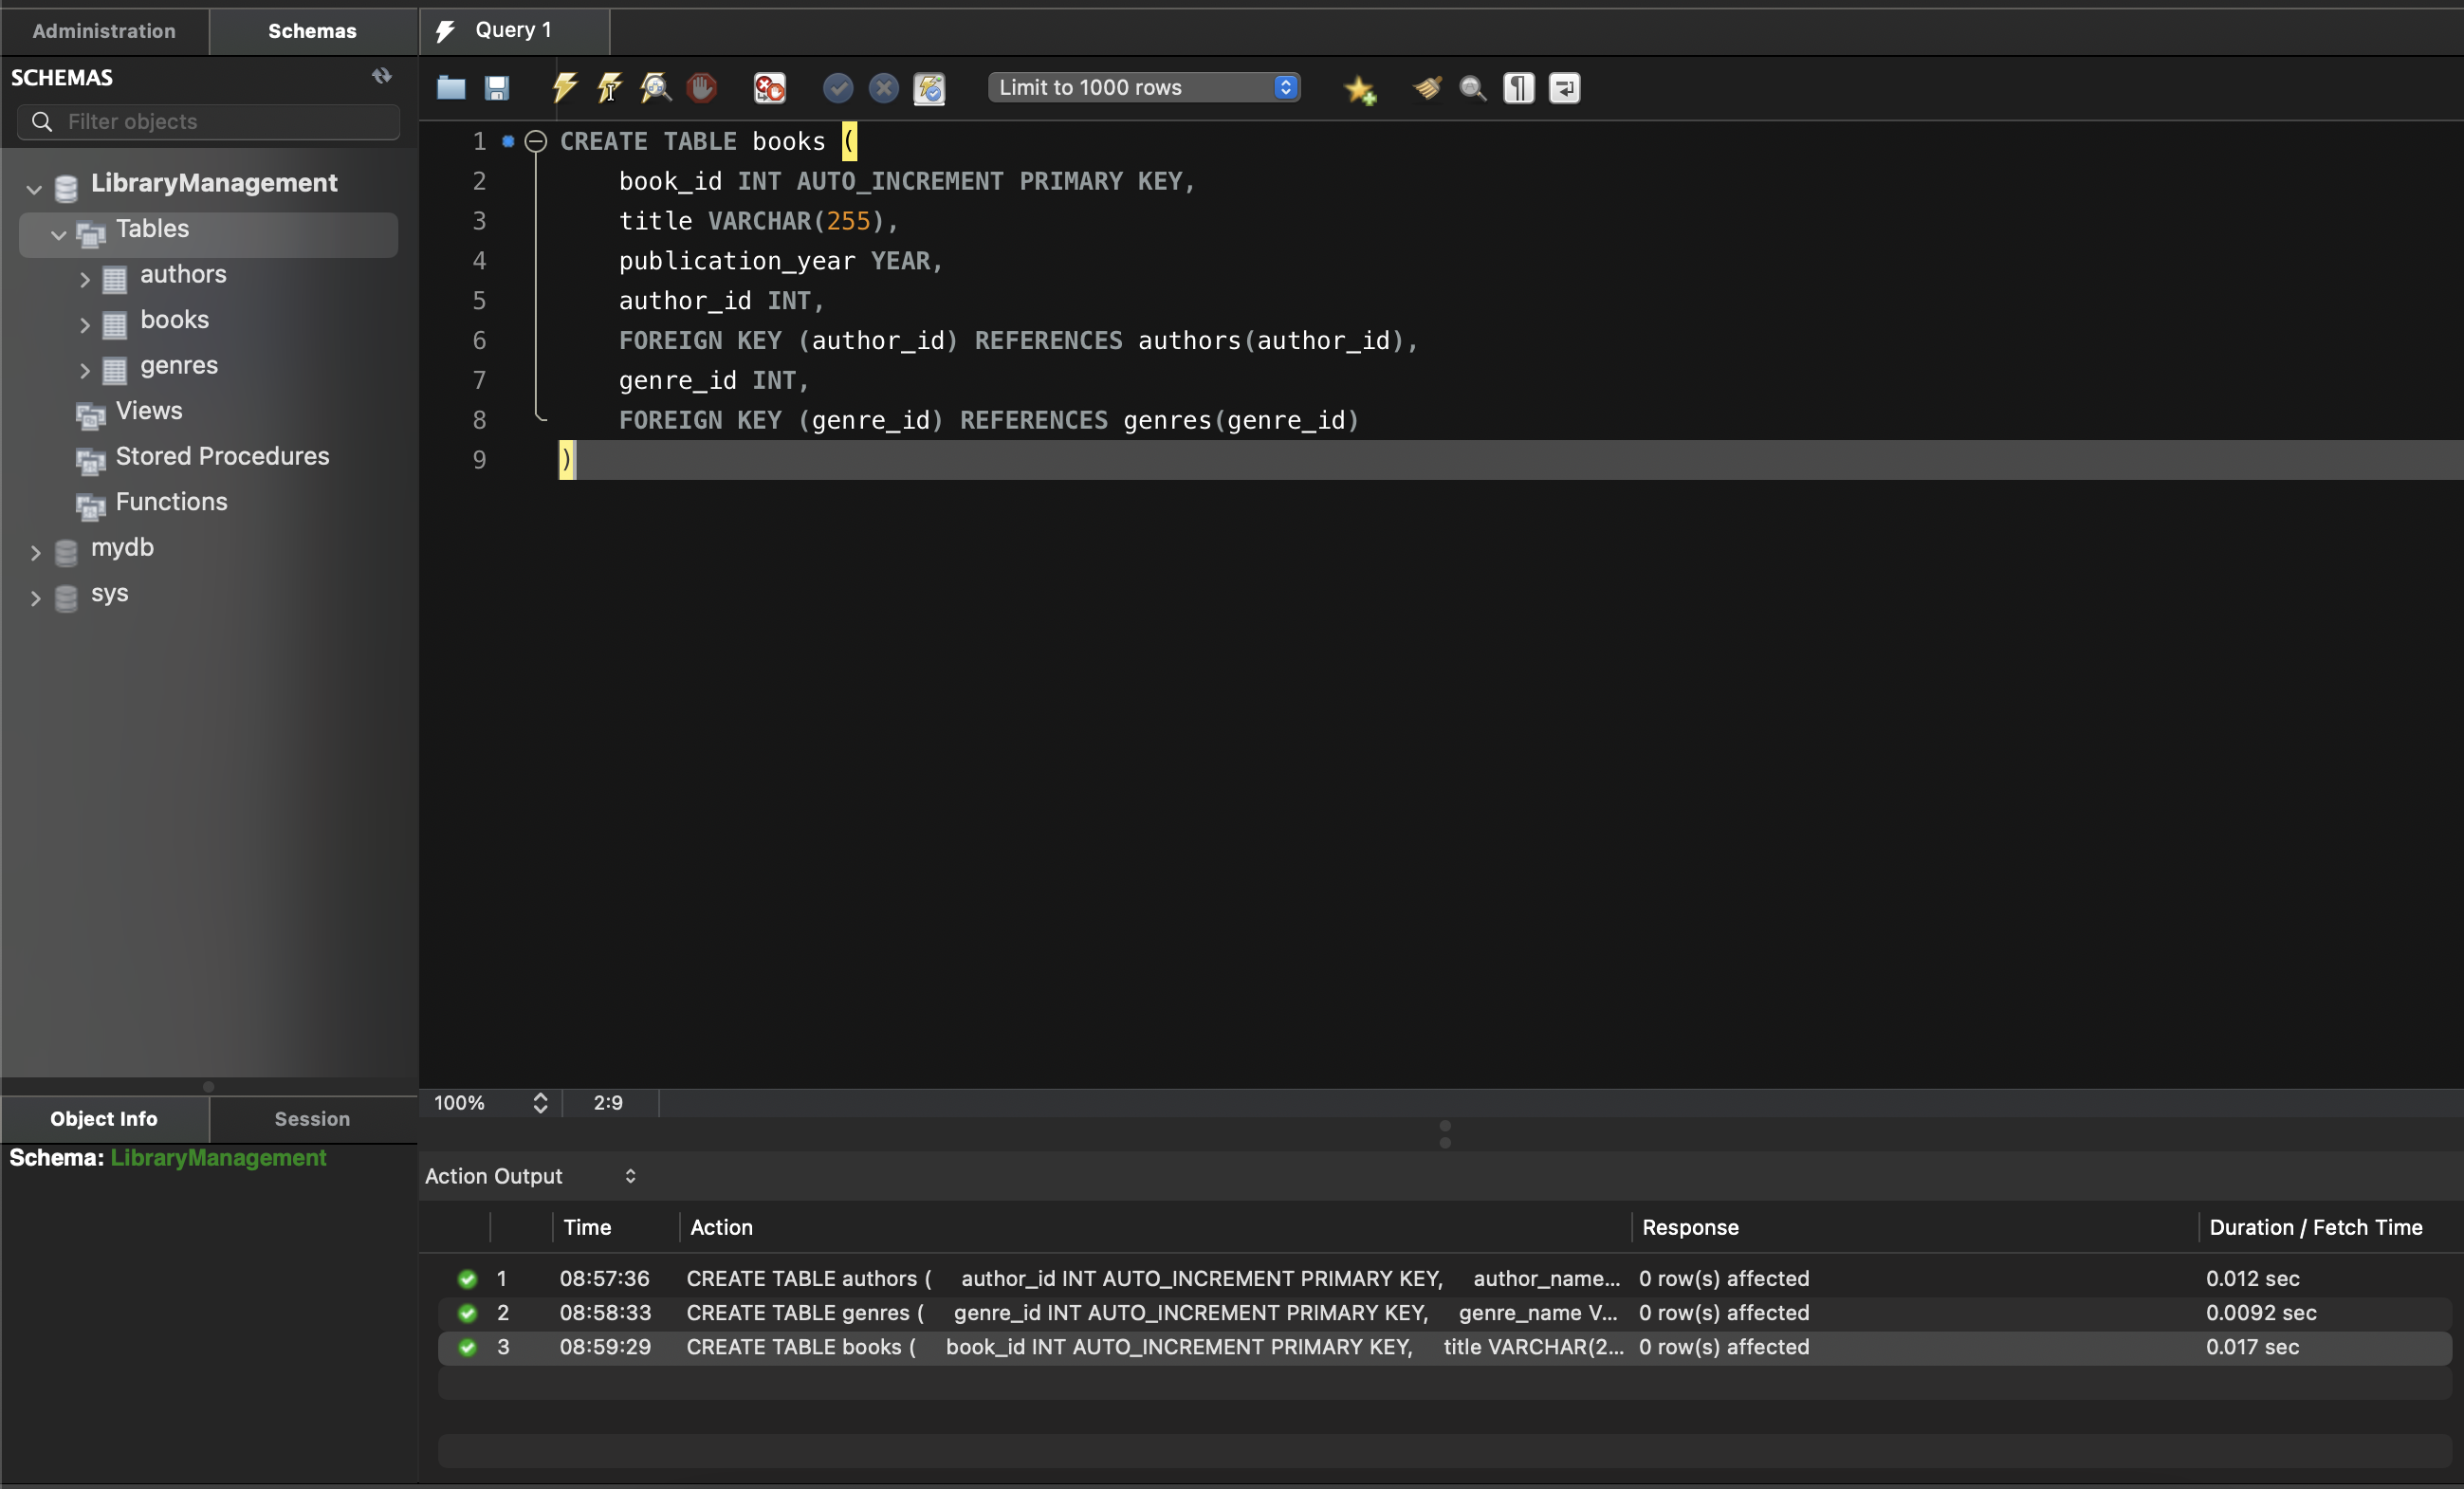 Administration
Schemas
SCHEMAS
Filter objects
LibraryManagement
Tables
authors
books
genres
Views
Stored Procedures
Functions
mydb
sys
Object Info
Session
Schema: LibraryManagement
Query 1
Limit to 1000 rows
1 CREATE TABLE books (
2 book_id INT AUTO_INCREMENT PRIMARY KEY,
3 title VARCHAR(255),
4 publication_year YEAR,
5 author_id INT,
6 FOREIGN KEY (author_id) REFERENCES authors(author_id),
7 genre_id INT,
8 FOREIGN KEY (genre_id) REFERENCES genres(genre_id)
9 )
100% 2:9
Action Output
Time Action Response Duration / Fetch Time
1 08:57:36 CREATE TABLE authors ( author_id INT AUTO_INCREMENT PRIMARY KEY, author_name... 0 row(s) affected 0.012 sec
2 08:58:33 CREATE TABLE genres ( genre_id INT AUTO_INCREMENT PRIMARY KEY, genre_name V... 0 row(s) affected 0.0092 sec
3 08:59:29 CREATE TABLE books ( book_id INT AUTO_INCREMENT PRIMARY KEY, title VARCHAR(2... 0 row(s) affected 0.017 sec